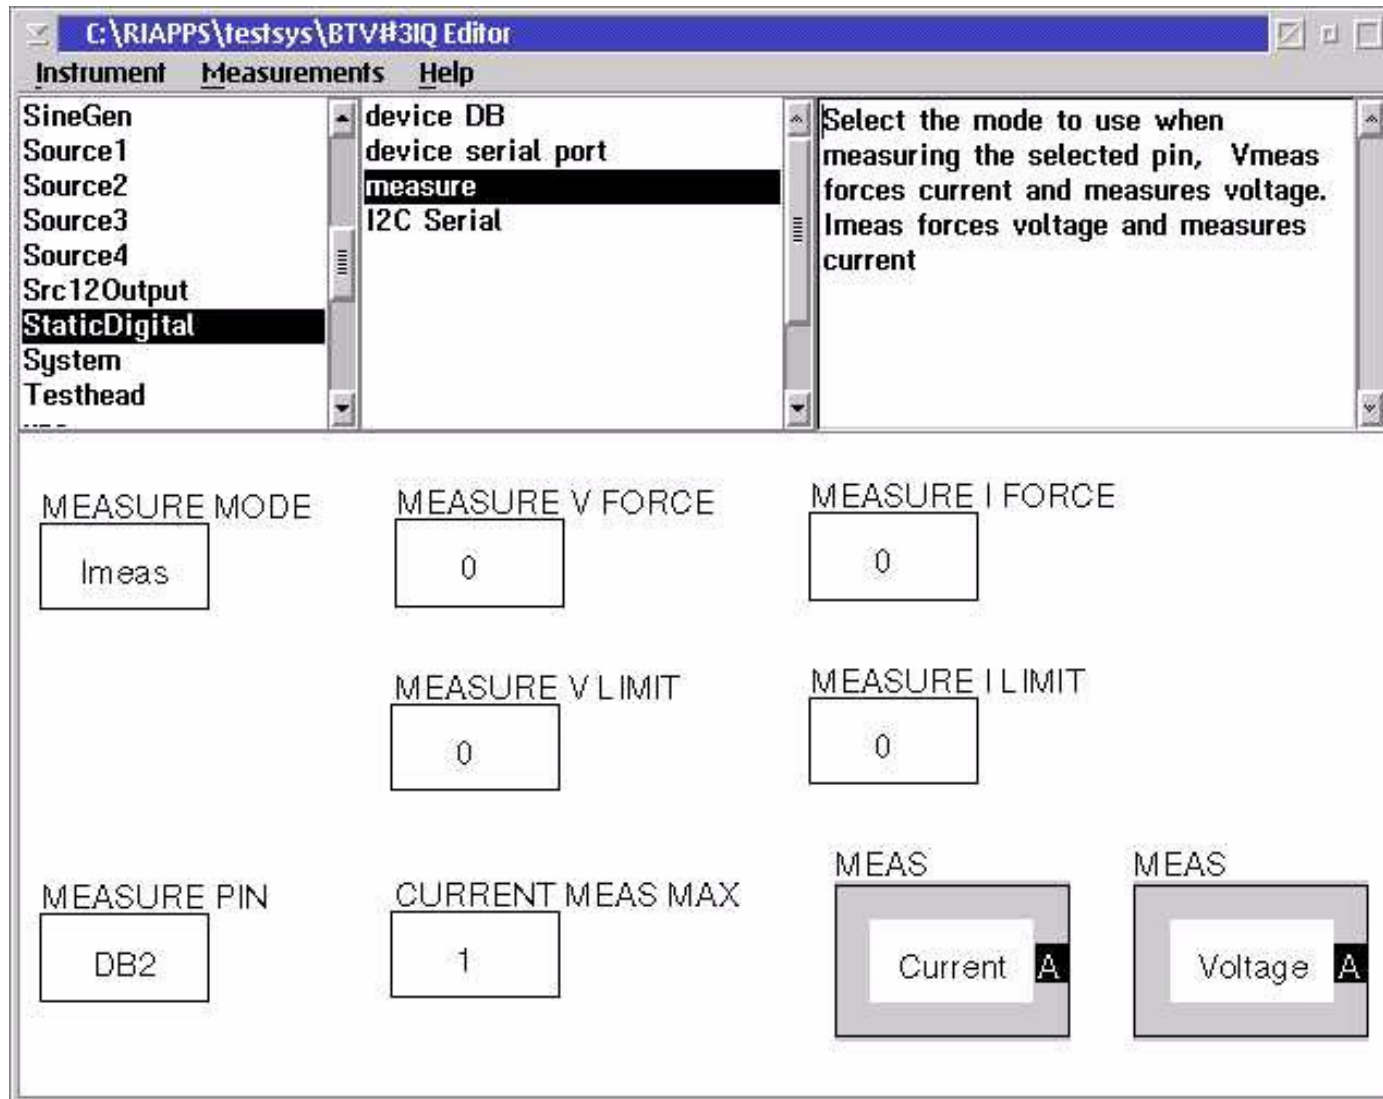 C:\RIAPPS\testsys\BTV#3IQ Editor
Instrument Measurements Help
SineGen
Source1
Source2
Source3
Source4
Src12Output
StaticDigital
System
Testhead
device DB
device serial port
measure
I2C Serial
Select the mode to use when
measuring the selected pin, Vmeas
forces current and measures voltage.
Imeas forces voltage and measures
current
MEASURE MODE
Imeas
MEASURE V FORCE
0
MEASURE I FORCE
0
MEASURE V LIMIT
0
MEASURE I LIMIT
0
MEASURE PIN
DB2
CURRENT MEAS MAX
1
MEAS
Current A
MEAS
Voltage A